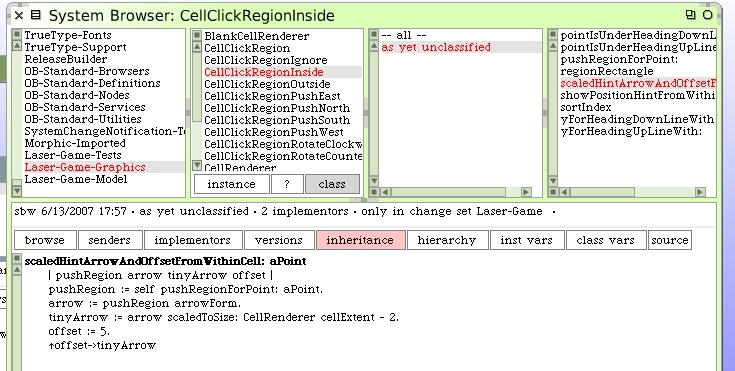 System Browser: CellClickRegionInside
TrueType-Fonts
TrueType-Support
ReleaseBuilder
OB-Standard-Browsers
OB-Standard-Definitions
OB-Standard-Nodes
OB-Standard-Services
OB-Standard-Utilities
SystemChangeNotification-Te
Morphic-Imported
Laser-Game-Tests
Laser-Game-Graphics
Laser-Game-Model
BlankCellRenderer
CellClickRegion
CellClickRegionIgnore
CellClickRegionInside
CellClickRegionOutside
CellClickRegionPushEast
CellClickRegionPushNorth
CellClickRegionPushSouth
CellClickRegionPushWest
CellClickRegionRotateClockw
CellClickRegionRotateCounte
CellRenderer
instance ? class
-- all --
as yet unclassified
pointIsUnderHeadingDownL
pointIsUnderHeadingUpLine
pushRegionForPoint:
regionRectangle
scaledHintArrowAndOffsetF
showPositionHintFromWithi
sortIndex
yForHeadingDownLineWith:
yForHeadingUpLineWith:
sbw 6/13/2007 17:57 · as yet unclassified · 2 implementors · only in change set Laser-Game ·
browse senders implementors versions inheritance hierarchy inst vars class vars source
scaledHintArrowAndOffsetFromWithinCell: aPoint
| pushRegion arrow tinyArrow offset |
pushRegion := self pushRegionForPoint: aPoint.
arrow := pushRegion arrowForm.
tinyArrow := arrow scaledToSize: CellRenderer cellExtent - 2.
offset := 5.
↑offset->tinyArrow